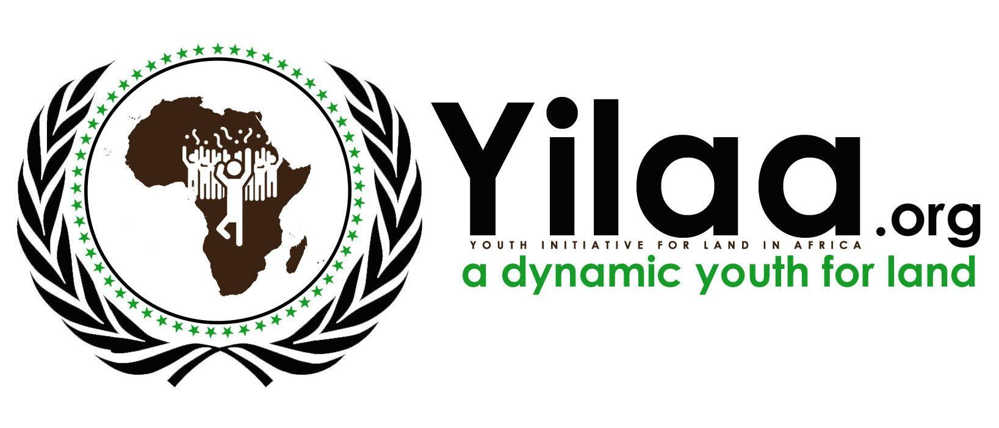 Yilaa.org
YOUTH INITIATIVE FOR LAND IN AFRICA
a dynamic youth for land